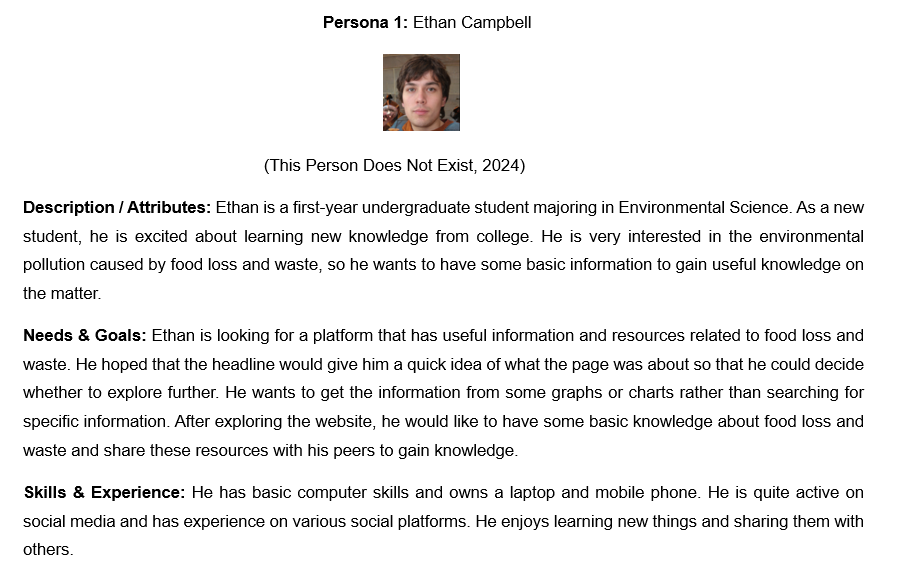 Persona 1: Ethan Campbell
(This Person Does Not Exist, 2024)
Description / Attributes: Ethan is a first-year undergraduate student majoring in Environmental Science. As a new
student, he is excited about learning new knowledge from college. He is very interested in the environmental
pollution caused by food loss and waste, so he wants to have some basic information to gain useful knowledge on
the matter.
Needs & Goals: Ethan is looking for a platform that has useful information and resources related to food loss and
waste. He hoped that the headline would give him a quick idea of what the page was about so that he could decide
whether to explore further. He wants to get the information from some graphs or charts rather than searching for
specific information. After exploring the website, he would like to have some basic knowledge about food loss and
waste and share these resources with his peers to gain knowledge.
Skills & Experience: He has basic computer skills and owns a laptop and mobile phone. He is quite active on
social media and has experience on various social platforms. He enjoys learning new things and sharing them with
others.